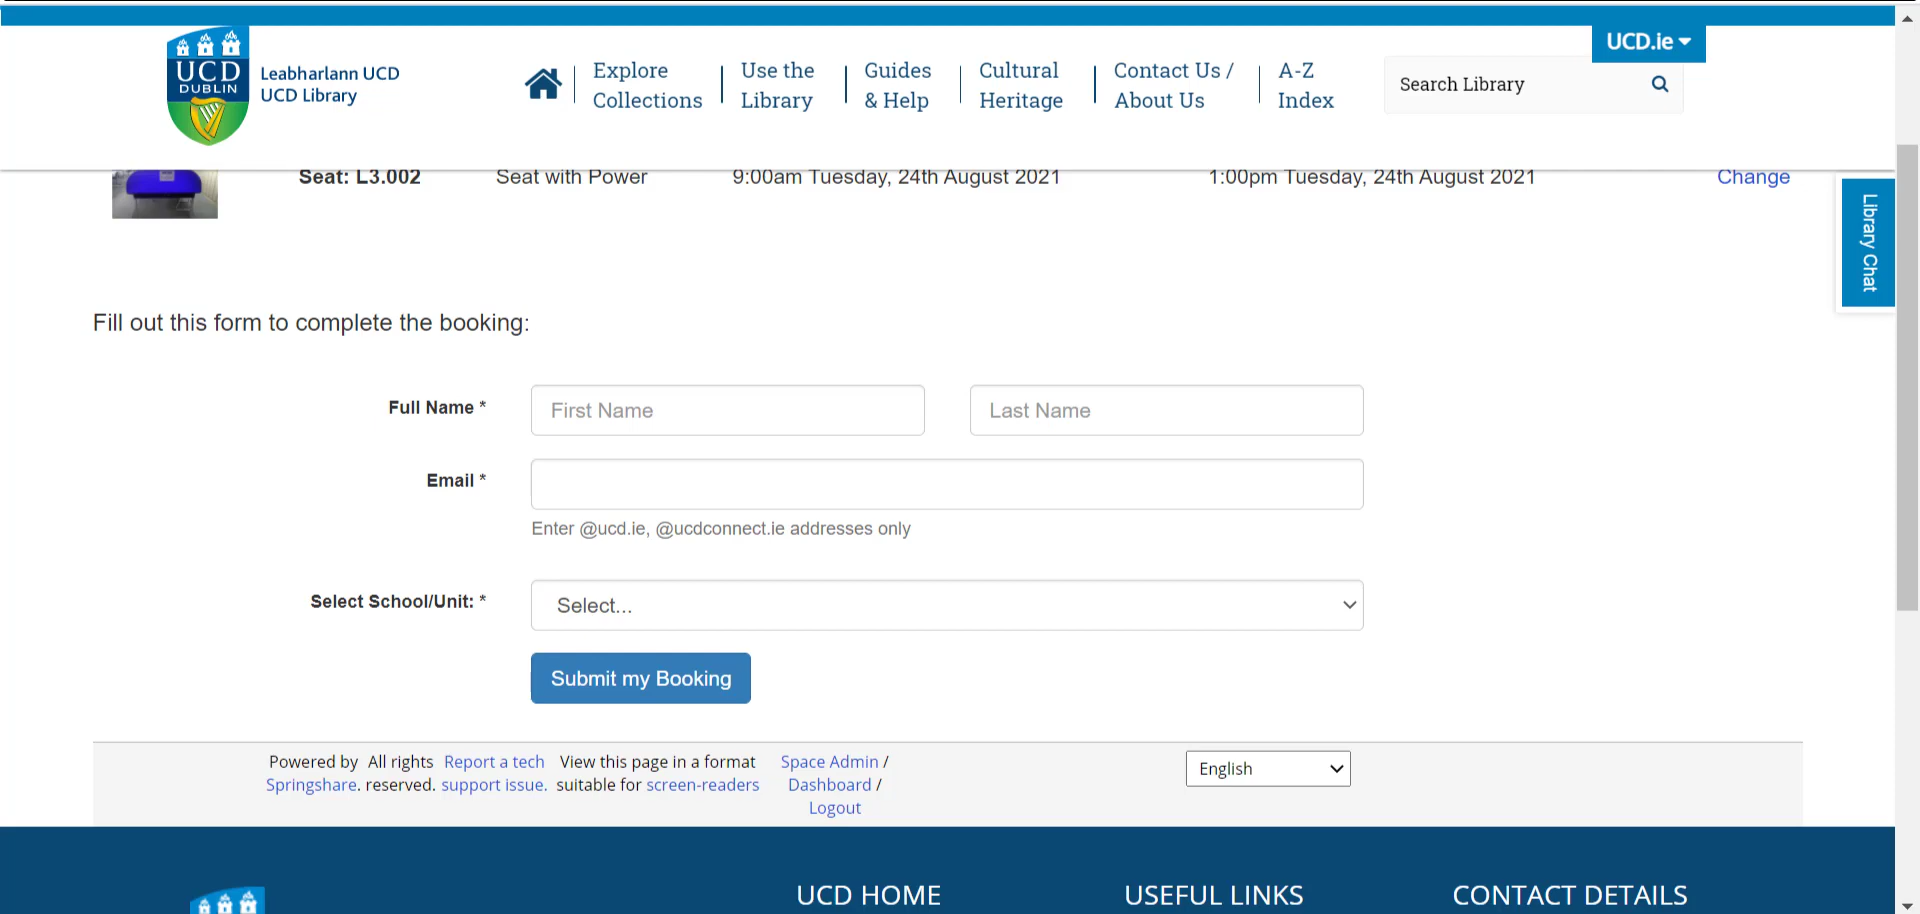 UCD.ie
UCD
DUBLIN
Leabharlann UCD
UCD Library
Explore
Collections
Use the
Library
Guides
& Help
Cultural
Heritage
Contact Us /
About Us
A-Z
Index
Search Library
Seat: L3.002 Seat with Power 9:00am Tuesday, 24th August 2021 1:00pm Tuesday, 24th August 2021 Change
Library Chat
Fill out this form to complete the booking:
Full Name * First Name Last Name
Email *
Enter @ucd.ie, @ucdconnect.ie addresses only
Select School/Unit: * Select...
Submit my Booking
Powered by
Springshare.
All rights
reserved.
Report a tech
support issue.
View this page in a format
suitable for screen-readers
Space Admin /
Dashboard /
Logout
English
UCD HOME USEFUL LINKS CONTACT DETAILS